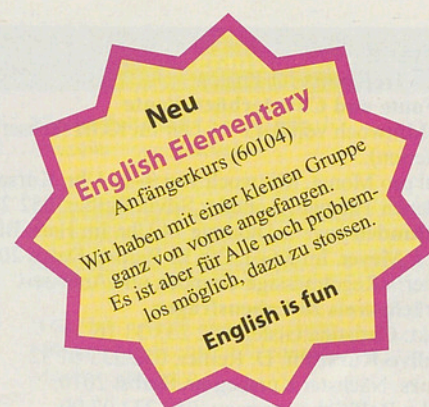 Neu
English Elementary
Anfängerkurs (60104)
Wir haben mit einer kleinen Gruppe
ganz von vorne angefangen.
Es ist aber für Alle noch problem-
los möglich, dazu zu stossen.
English is fun